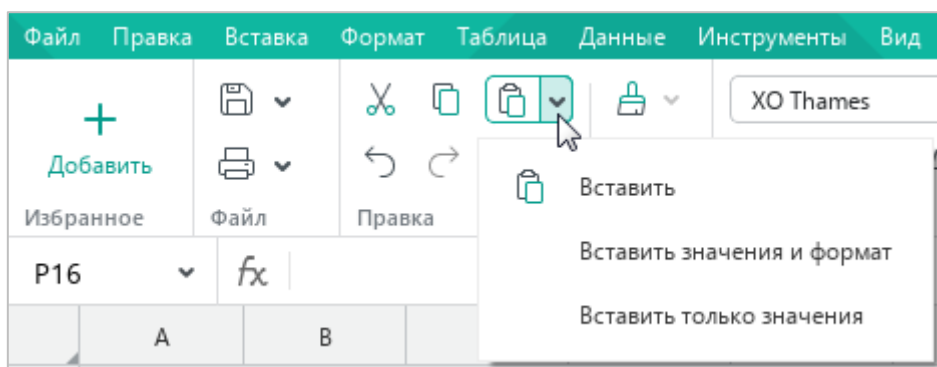 Файл Правка Вставка Формат Таблица Данные Инструменты Вид
XO Thames
Добавить
Вставить
Избранное Файл Правка
Вставить значения и формат
P16 fx
Вставить только значения
A B